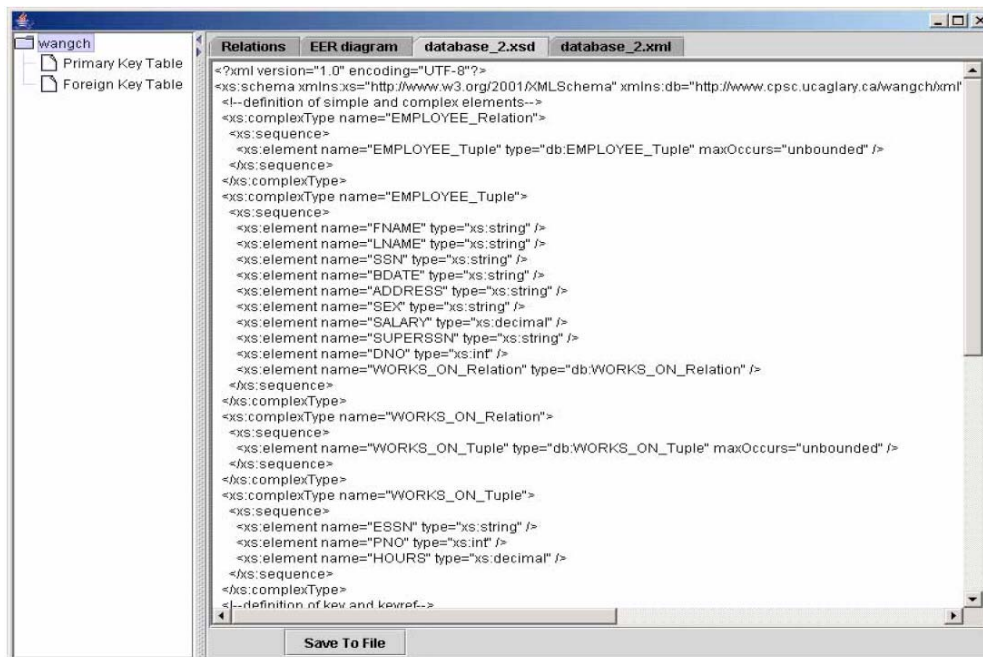 wangch
Primary Key Table
Foreign Key Table
Relations EER diagram database_2.xsd database_2.xml
<?xml version="1.0" encoding="UTF-8"?>
<xs:schema xmlns:xs="http://www.w3.org/2001/XMLSchema" xmlns:db="http://www.cpsc.ucaglary.ca/wangch/xml"
<!--definition of simple and complex elements-->
<xs:complexType name="EMPLOYEE_Relation">
<xs:sequence>
<xs:element name="EMPLOYEE_Tuple" type="db:EMPLOYEE_Tuple" maxOccurs="unbounded" />
</xs:sequence>
</xs:complexType>
<xs:complexType name="EMPLOYEE_Tuple">
<xs:sequence>
<xs:element name="FNAME" type="xs:string" />
<xs:element name="LNAME" type="xs:string" />
<xs:element name="SSN" type="xs:string" />
<xs:element name="BDATE" type="xs:string" />
<xs:element name="ADDRESS" type="xs:string" />
<xs:element name="SEX" type="xs:string" />
<xs:element name="SALARY" type="xs:decimal" />
<xs:element name="SUPERSSN" type="xs:string" />
<xs:element name="DNO" type="xs:int" />
<xs:element name="WORKS_ON_Relation" type="db:WORKS_ON_Relation" />
</xs:sequence>
</xs:complexType>
<xs:complexType name="WORKS_ON_Relation">
<xs:sequence>
<xs:element name="WORKS_ON_Tuple" type="db:WORKS_ON_Tuple" maxOccurs="unbounded" />
</xs:sequence>
</xs:complexType>
<xs:complexType name="WORKS_ON_Tuple">
<xs:sequence>
<xs:element name="ESSN" type="xs:string" />
<xs:element name="PNO" type="xs:int" />
<xs:element name="HOURS" type="xs:decimal" />
</xs:sequence>
</xs:complexType>
<!--definition of key and keyref-->
Save To File